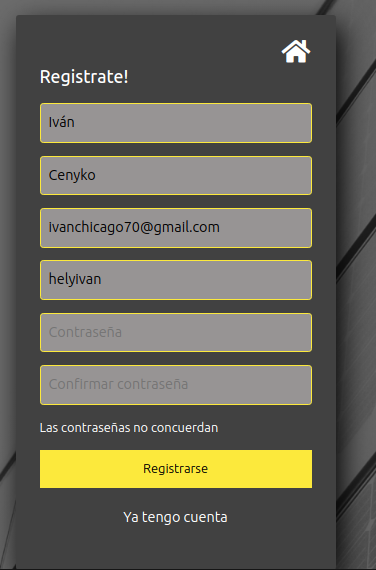 Registrate!
Iván
Cenyko
ivanchicago70@gmail.com
helyivan
Contraseña
Confirmar contraseña
Las contraseñas no concuerdan
Registrarse
Ya tengo cuenta